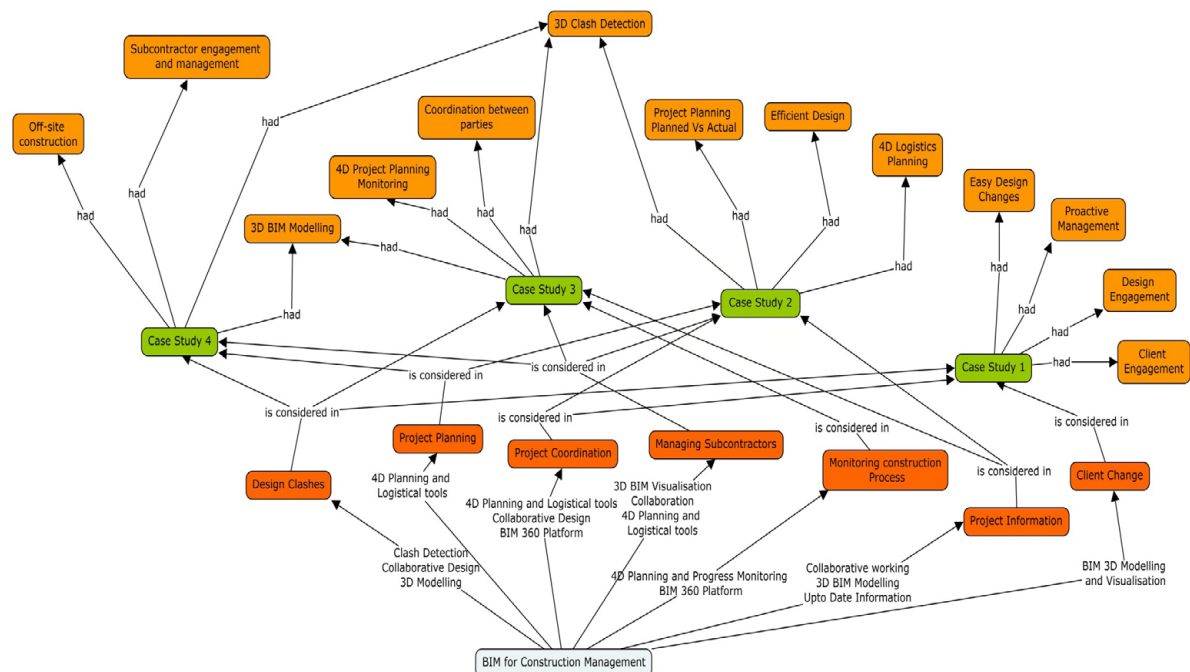 3D Clash Detection
Subcontractor engagement
and management
Coordination between
parties
Project Planning
Planned Vs Actual
Efficient Design
Off-site
construction
had
had
4D Logistics
Planning
4D Project Planning
Monitoring
Easy Design
Changes
had
had
had
had
had
had
had
had
3D BIM Modelling
Proactive
Management
had
had
had
had
had
Design
Engagement
Case Study 3
Case Study 2
had
had
Case Study 4
Client
Engagement
had
Case Study 1
is considered in
is considered in
is considered in
is considered in
is considered in
is considered in
is considered in
Project Planning
Project Coordination
Managing Subcontractors
Monitoring construction
Process
Client Change
Design Clashes
4D Planning and
Logistical tools
3D BIM Visualisation
Collaboration
4D Planning and
Logistical tools
4D Planning and Logistical tools
Collaborative Design
BIM 360 Platform
Project Information
Clash Detection
Collaborative Design
3D Modelling
4D Planning and Progress Monitoring
BIM 360 Platform
Collaborative working
3D BIM Modelling
Upto Date Information
BIM 3D Modelling
and Visualisation
BIM for Construction Management